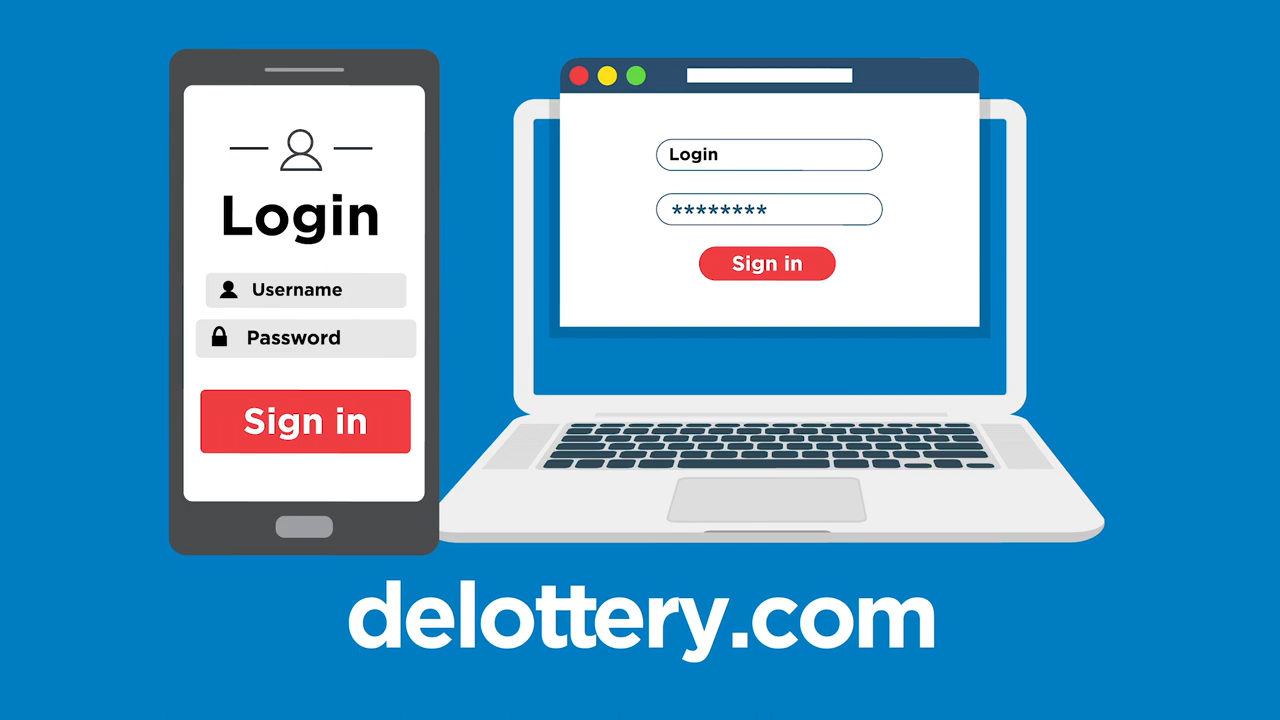 Login
Username
Password
Sign in
Login
********
Sign in
delottery.com